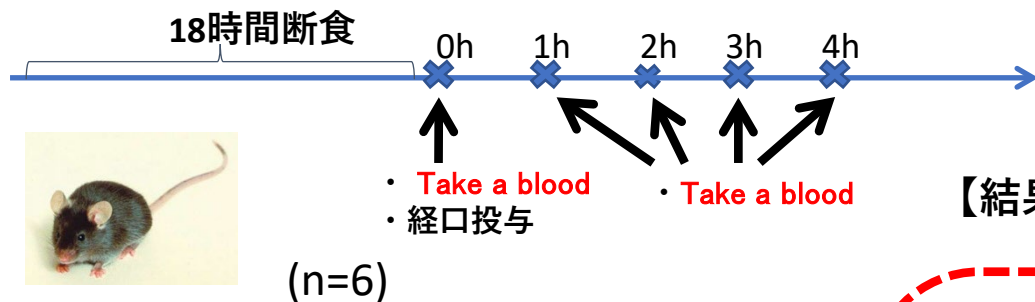 18時間断食
0h 1h 2h 3h 4h
・ Take a blood
・経口投与
・Take a blood
【結果
(n=6)